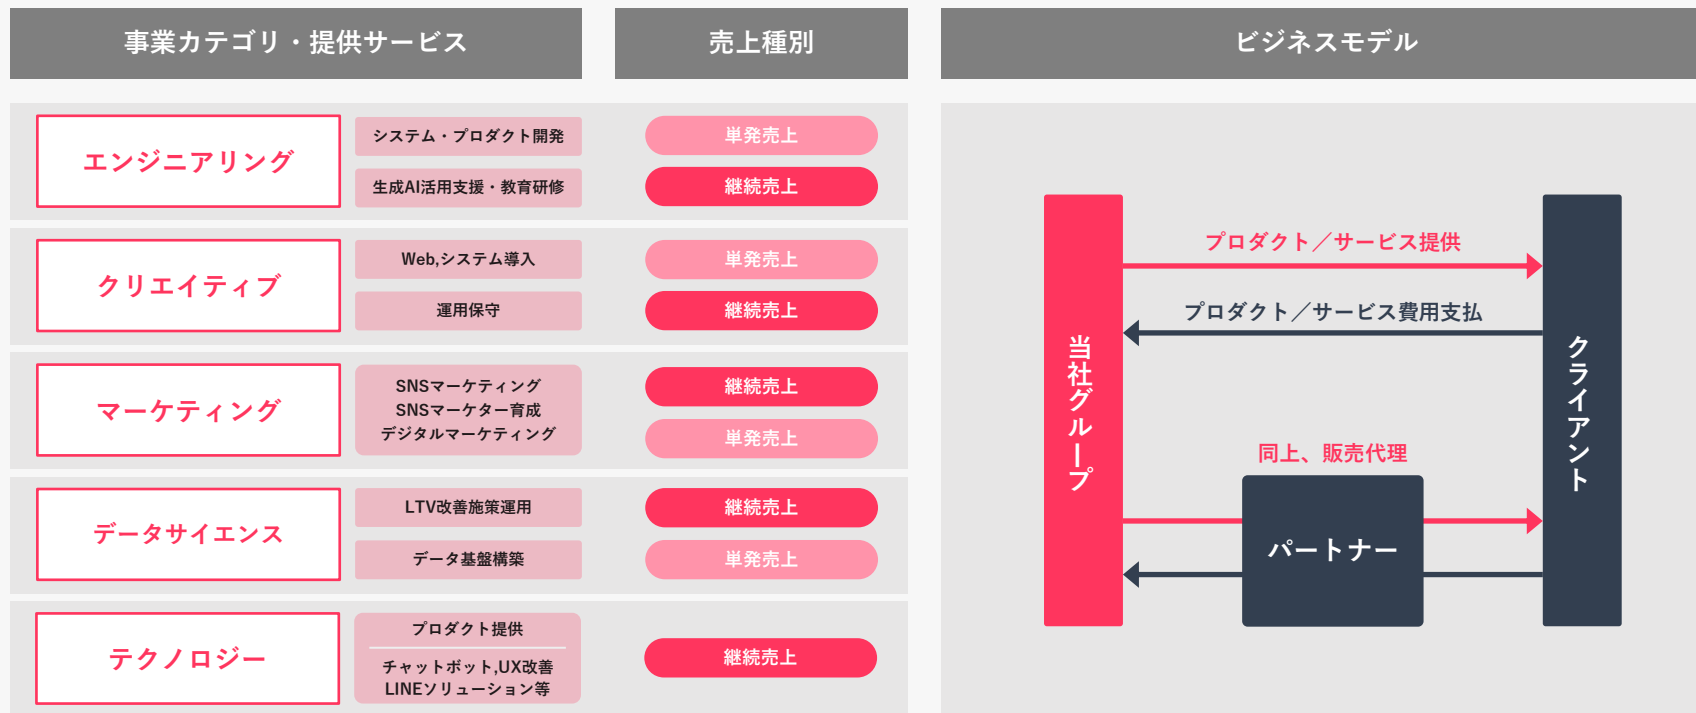 事業カテゴリ・提供サービス
売上種別
ビジネスモデル
エンジニアリング
システム・プロダクト開発
単発売上
生成AI活用支援・教育研修
継続売上
クリエイティブ
Web,システム導入
単発売上
運用保守
継続売上
マーケティング
SNSマーケティング
SNSマーケター育成
デジタルマーケティング
継続売上
単発売上
データサイエンス
LTV改善施策運用
継続売上
データ基盤構築
単発売上
テクノロジー
プロダクト提供
チャットボット,UX改善
LINEソリューション等
継続売上
当社グループ
プロダクト／サービス提供
プロダクト／サービス費用支払
同上、販売代理
パートナー
クライアント